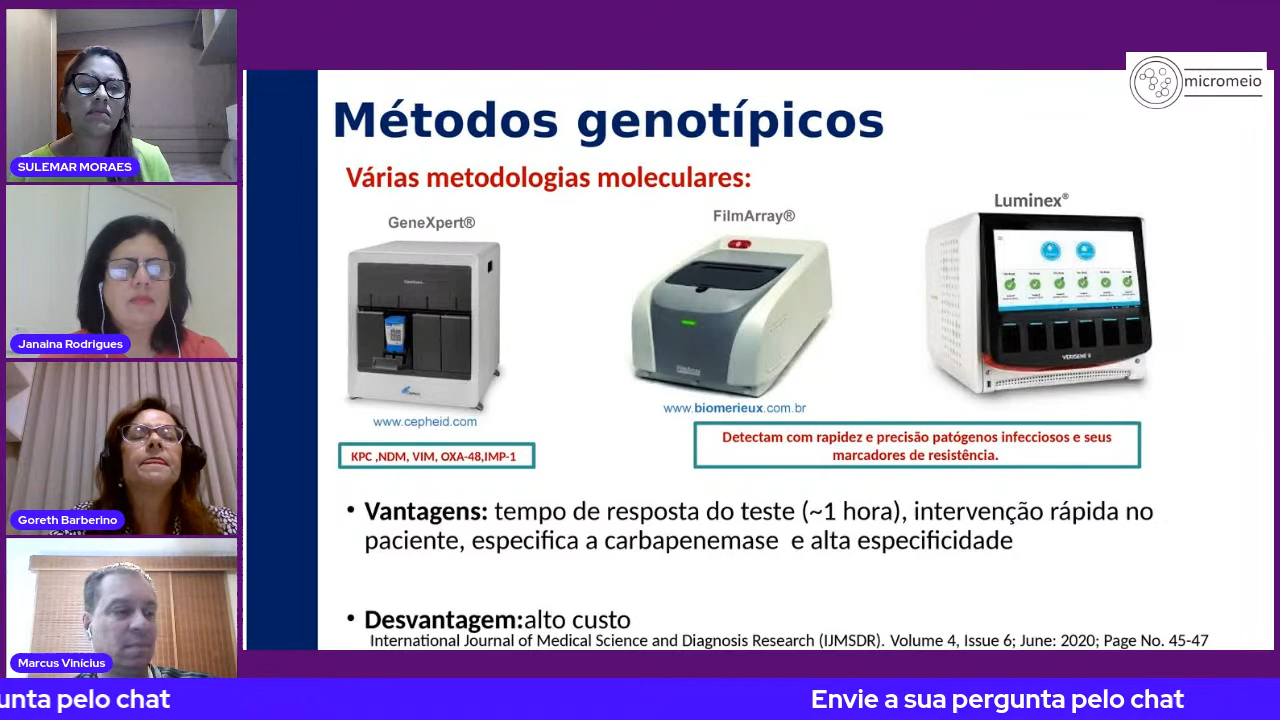 micromeio
Métodos genotípicos
Várias metodologias moleculares:
GeneXpert®
FilmArray®
Luminex®
VERIGENE II
www.cepheid.com
www.biomerieux.com.br
KPC ,NDM, VIM, OXA-48,IMP-1
Detectam com rapidez e precisão patógenos infecciosos e seus
marcadores de resistência.
• Vantagens: tempo de resposta do teste (~1 hora), intervenção rápida no
paciente, especifica a carbapenemase e alta especificidade
• Desvantagem:alto custo
International Journal of Medical Science and Diagnosis Research (IJMSDR). Volume 4, Issue 6; June: 2020; Page No. 45-47
SULEMAR MORAES
Janaína Rodrigues
Goreth Barberino
Marcus Vinícius
unta pelo chat
Envie a sua pergunta pelo chat